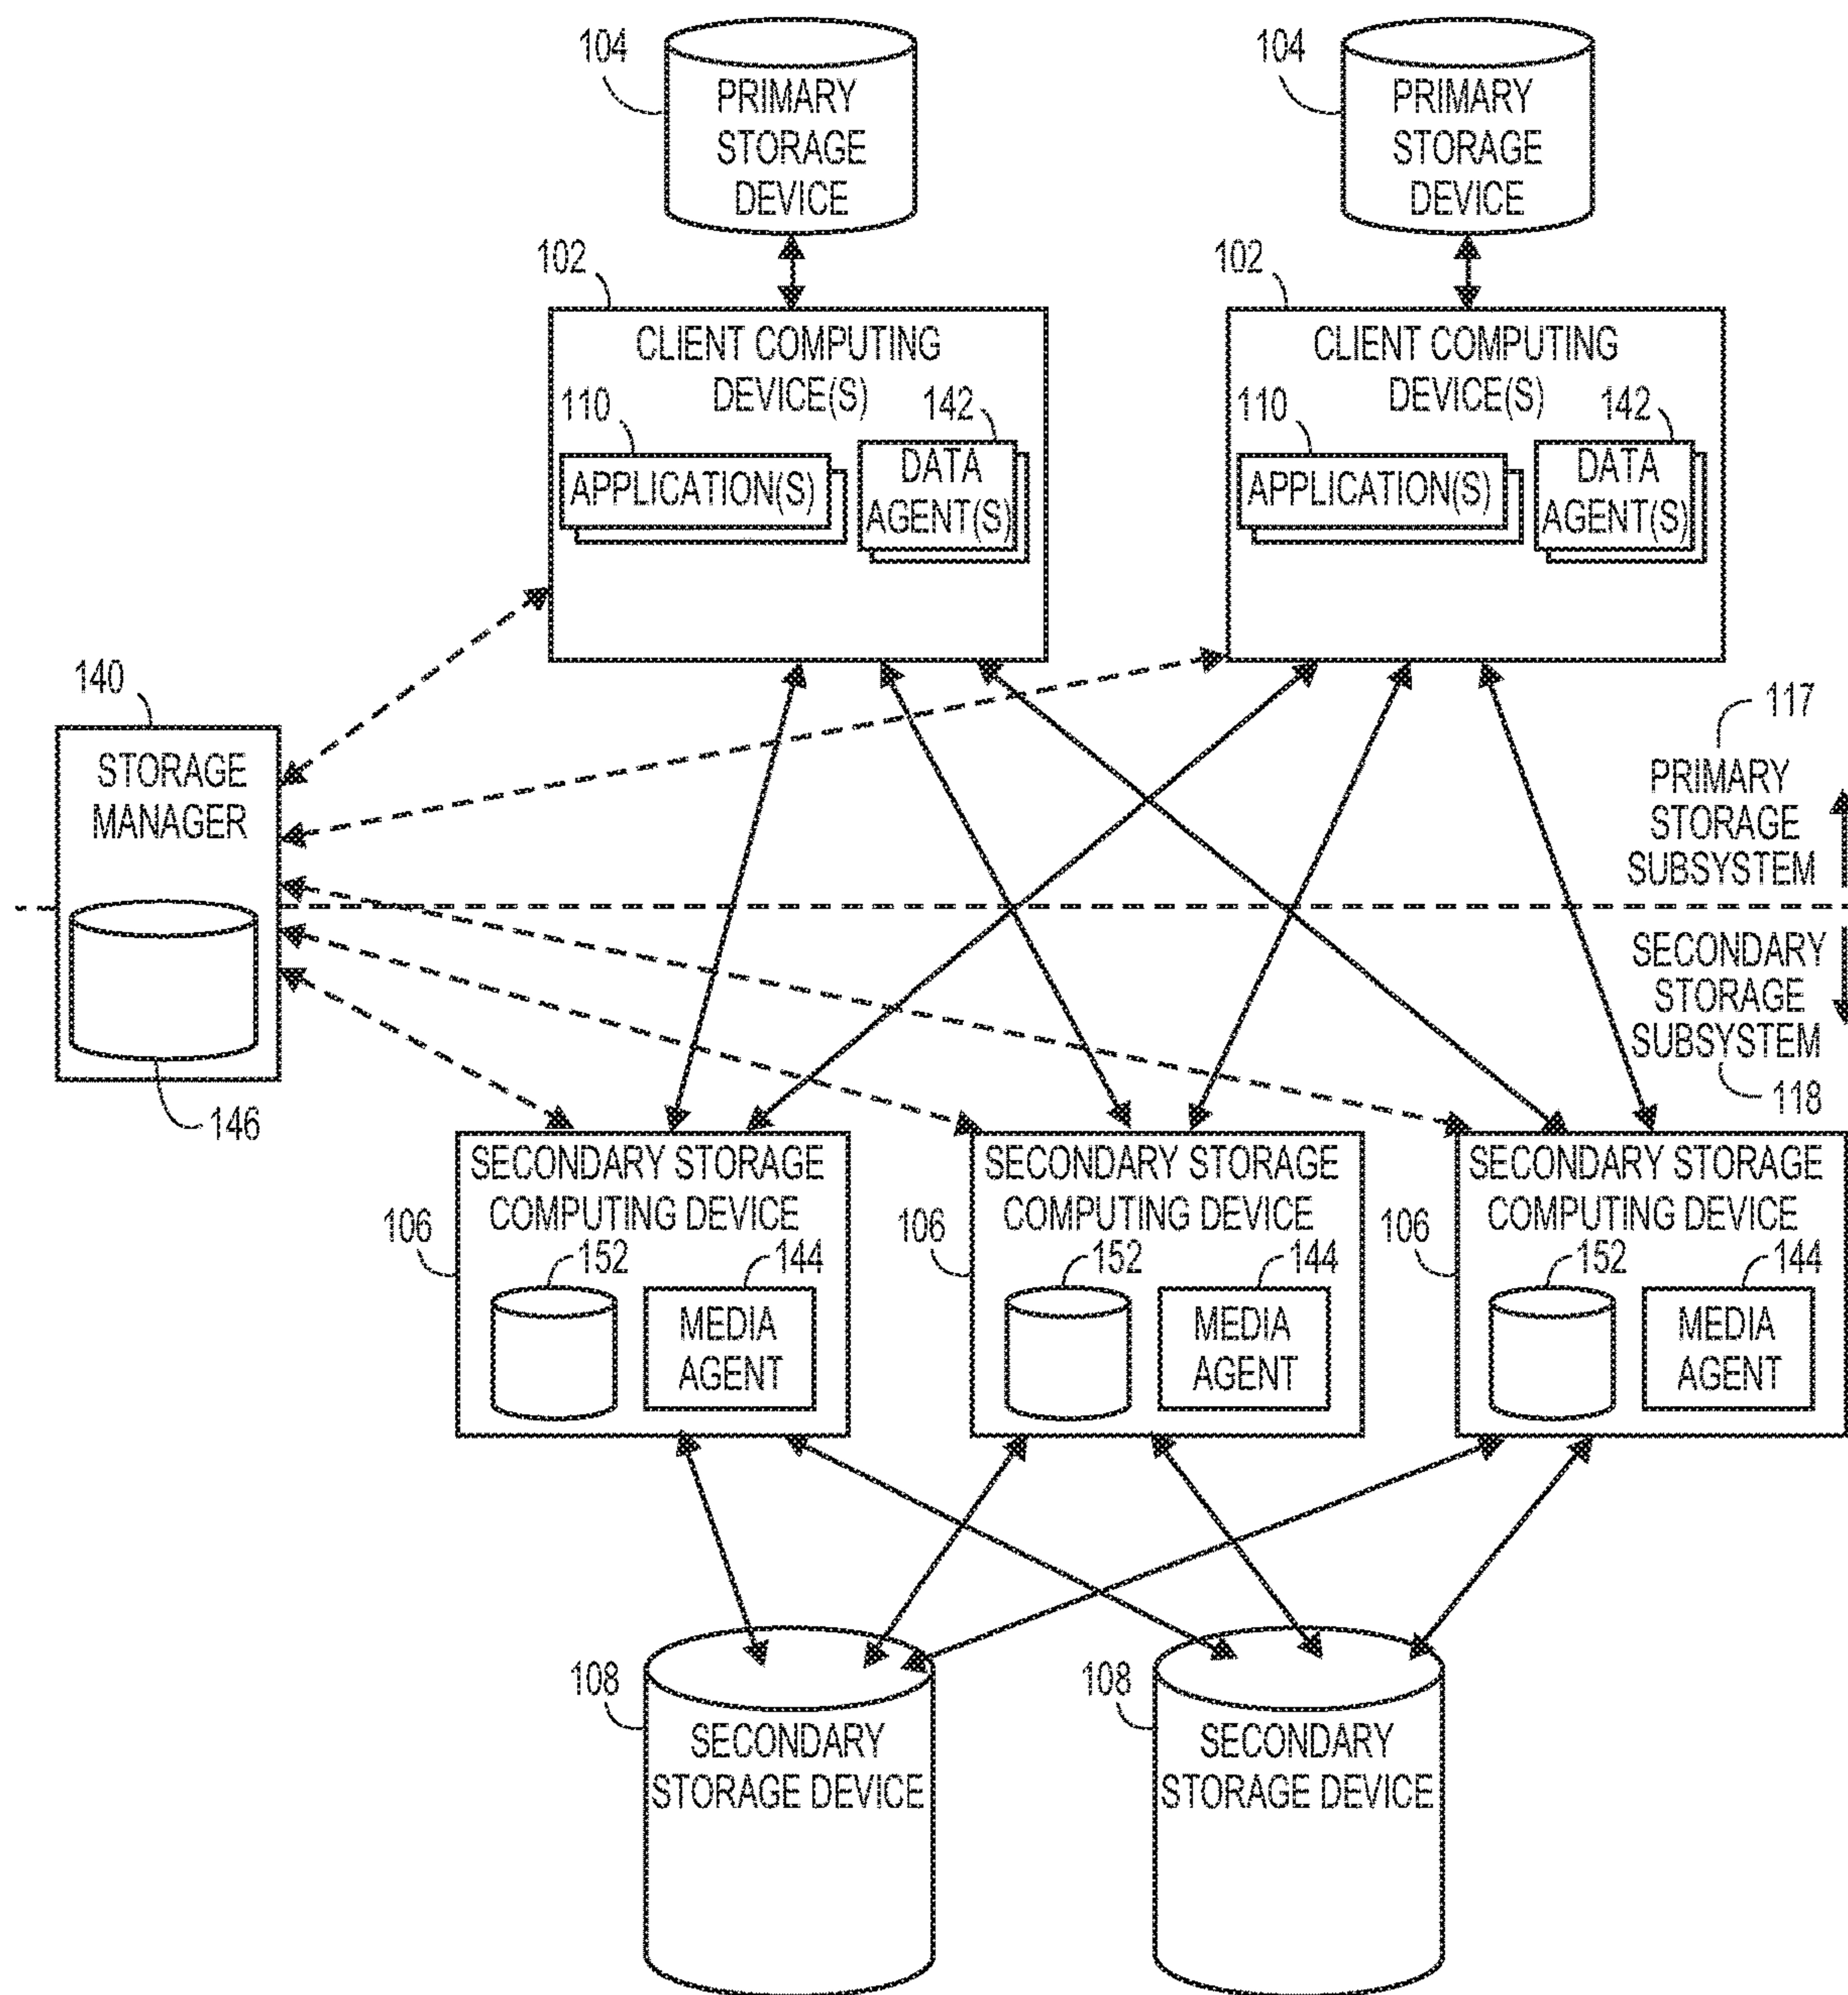 104
PRIMARY
STORAGE
DEVICE
104
PRIMARY
STORAGE
DEVICE
102
CLIENT COMPUTING
DEVICE(S)
110
APPLICATION(S)
142
DATA
AGENT(S)
102
CLIENT COMPUTING
DEVICE(S)
110
APPLICATION(S)
142
DATA
AGENT(S)
140
STORAGE
MANAGER
146
117
PRIMARY
STORAGE
SUBSYSTEM
SECONDARY
STORAGE
SUBSYSTEM
118
106
SECONDARY STORAGE
COMPUTING DEVICE
152
144
MEDIA
AGENT
106
SECONDARY STORAGE
COMPUTING DEVICE
152
144
MEDIA
AGENT
106
SECONDARY STORAGE
COMPUTING DEVICE
152
144
MEDIA
AGENT
108
SECONDARY
STORAGE DEVICE
108
SECONDARY
STORAGE DEVICE